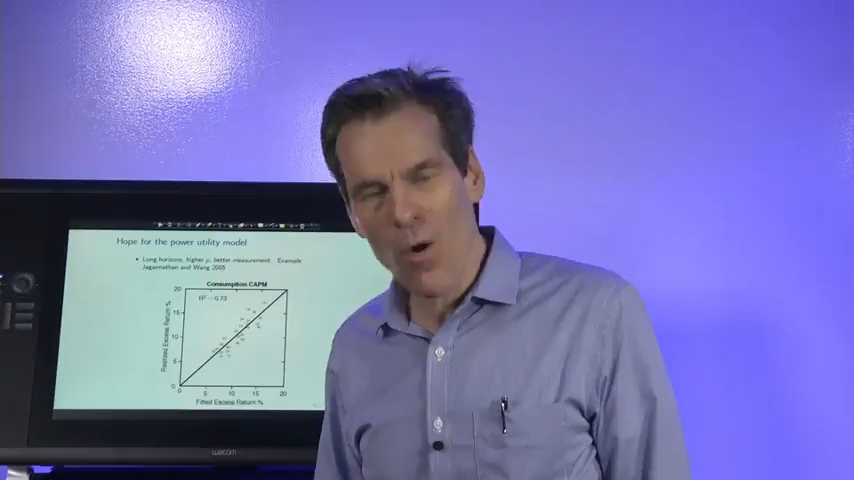 Hope for the power utility model
• Long horizon, higher ρ, better measurement. Example
Jagannathan and Wang 2005
Consumption CAPM
R² = 0.73
Realized Excess Return %
20
15
10
5
0
0 5 10 15 20
Fitted Excess Return %
wacom